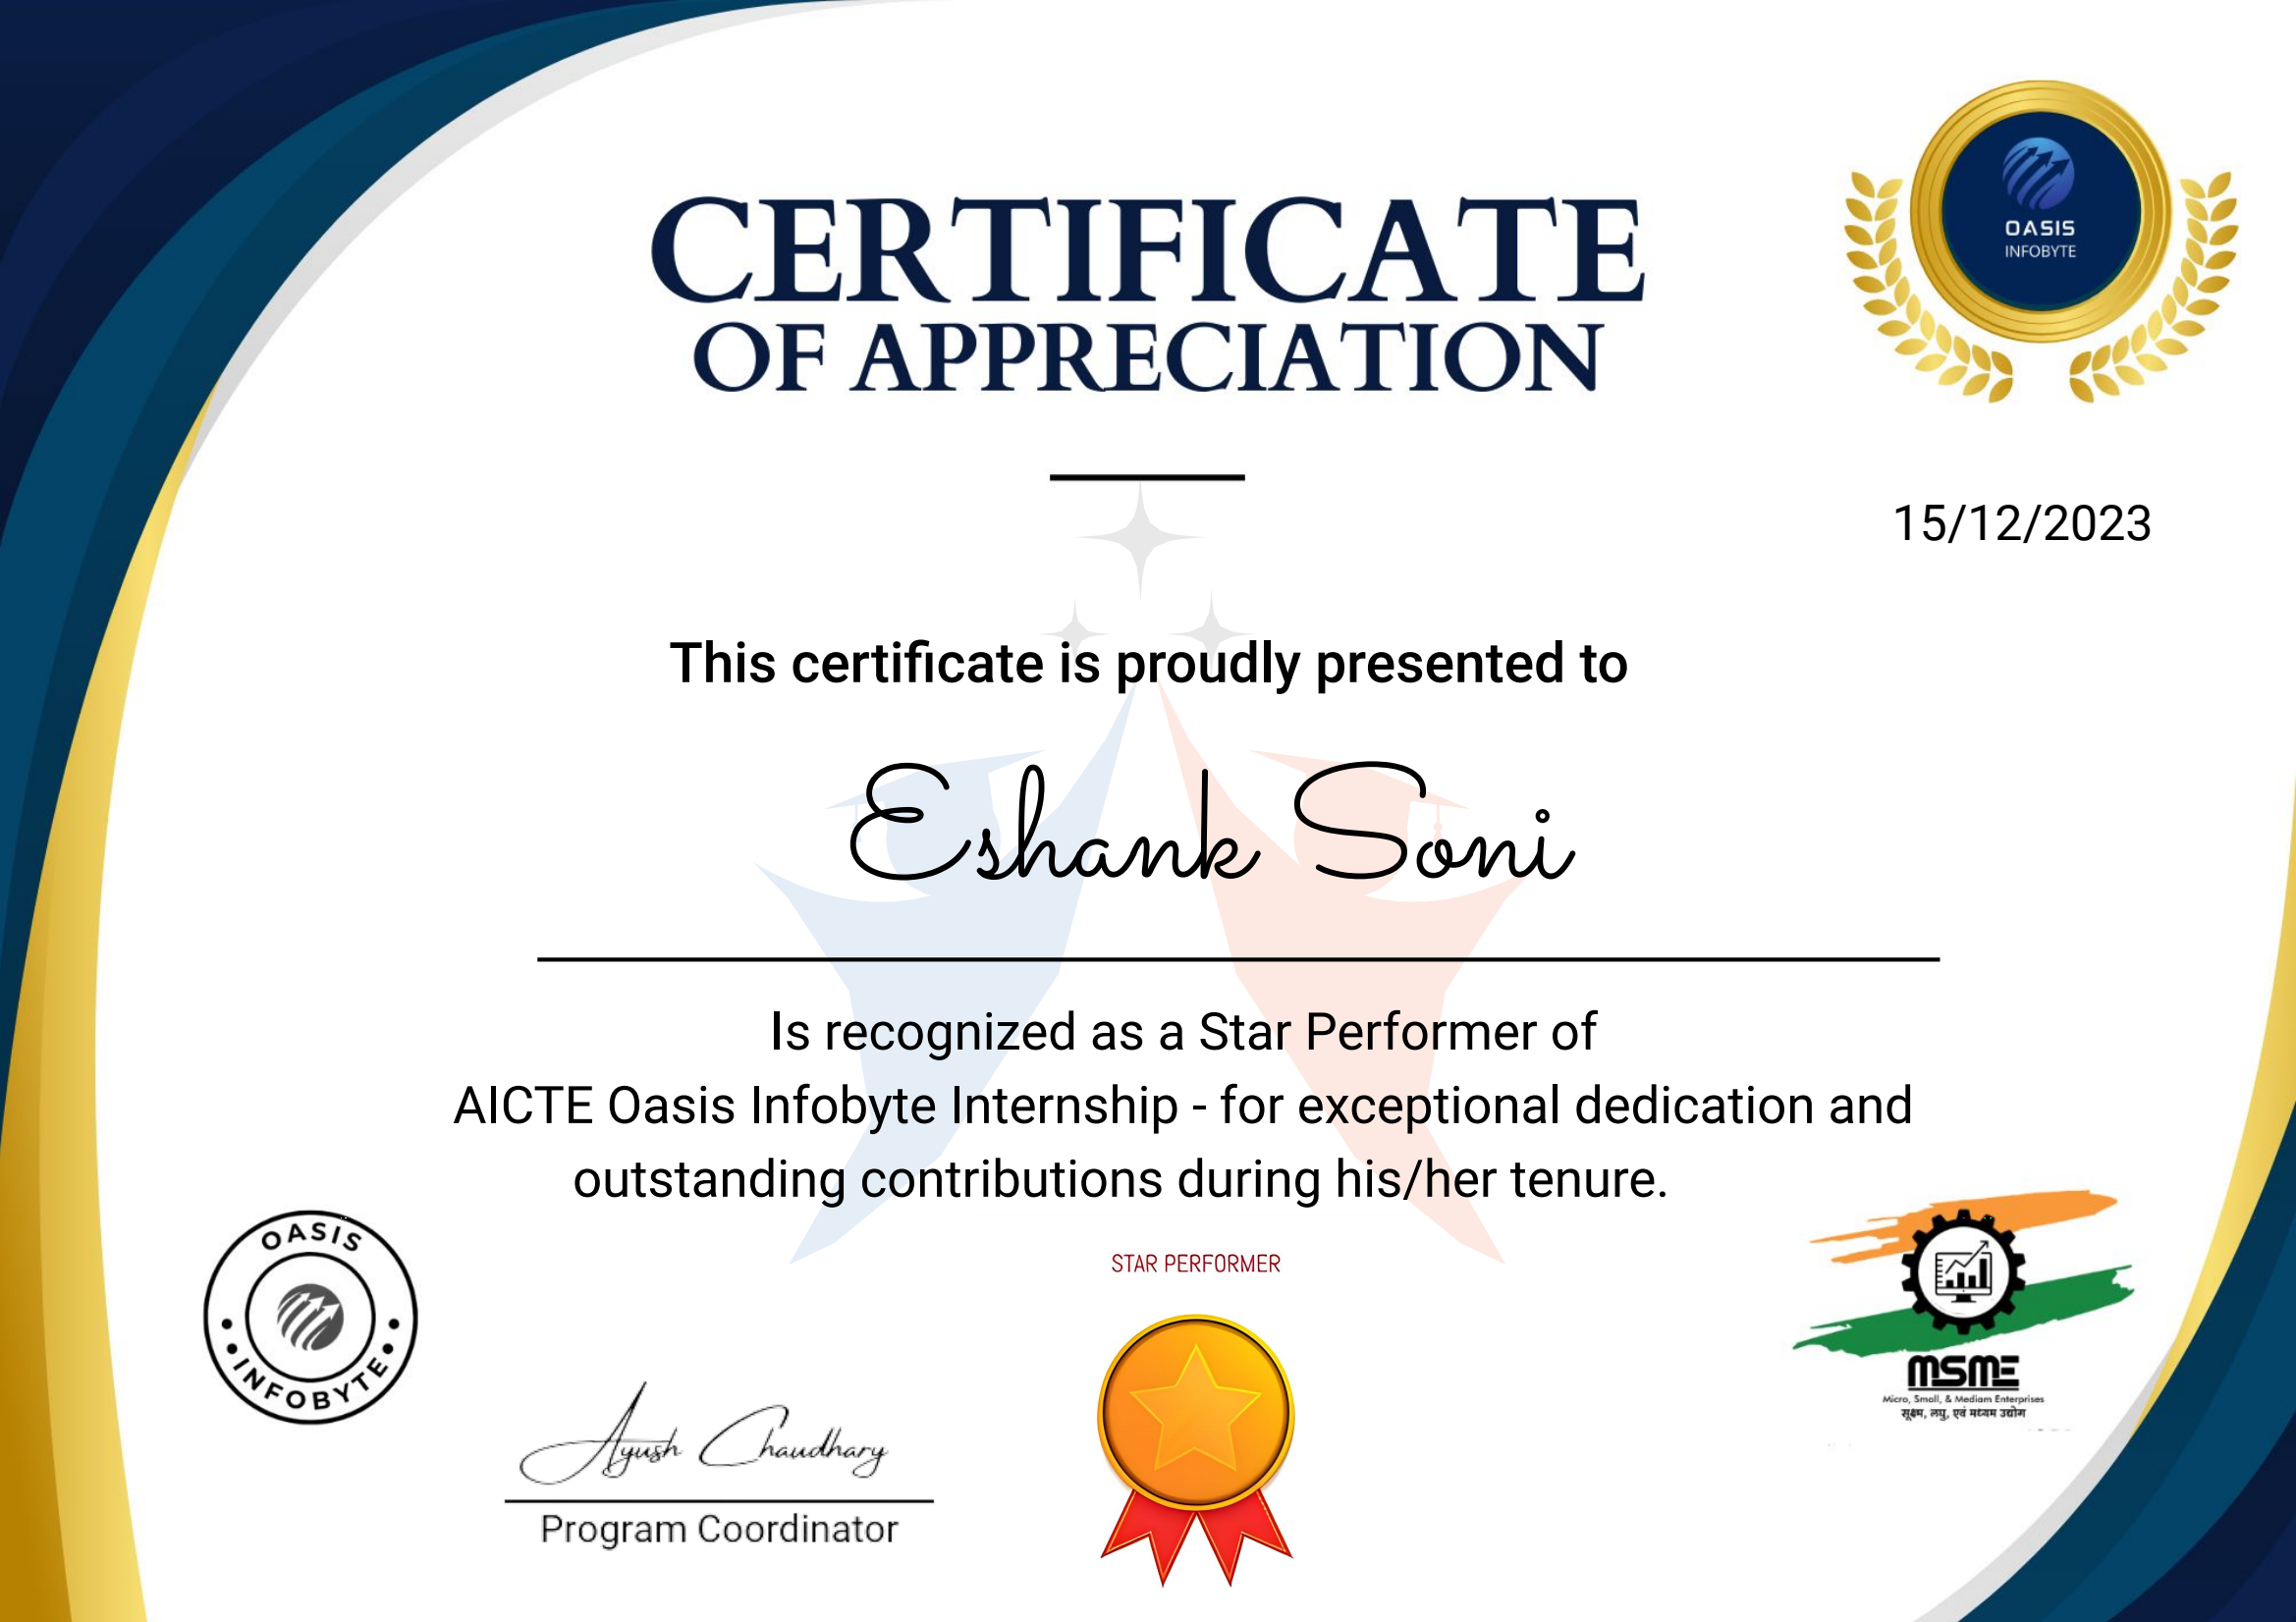 CERTIFICATE
OF APPRECIATION
OASIS
INFOBYTE
15/12/2023
This certificate is proudly presented to
Eshank Soni
Is recognized as a Star Performer of
AICTE Oasis Infobyte Internship - for exceptional dedication and
outstanding contributions during his/her tenure.
STAR PERFORMER
OASIS
INFOBYTE
Ayush Chaudhary
Program Coordinator
MSME
Micro, Small, & Mediam Enterprises
सूक्ष्म, लघु, एवं मध्यम उद्योग